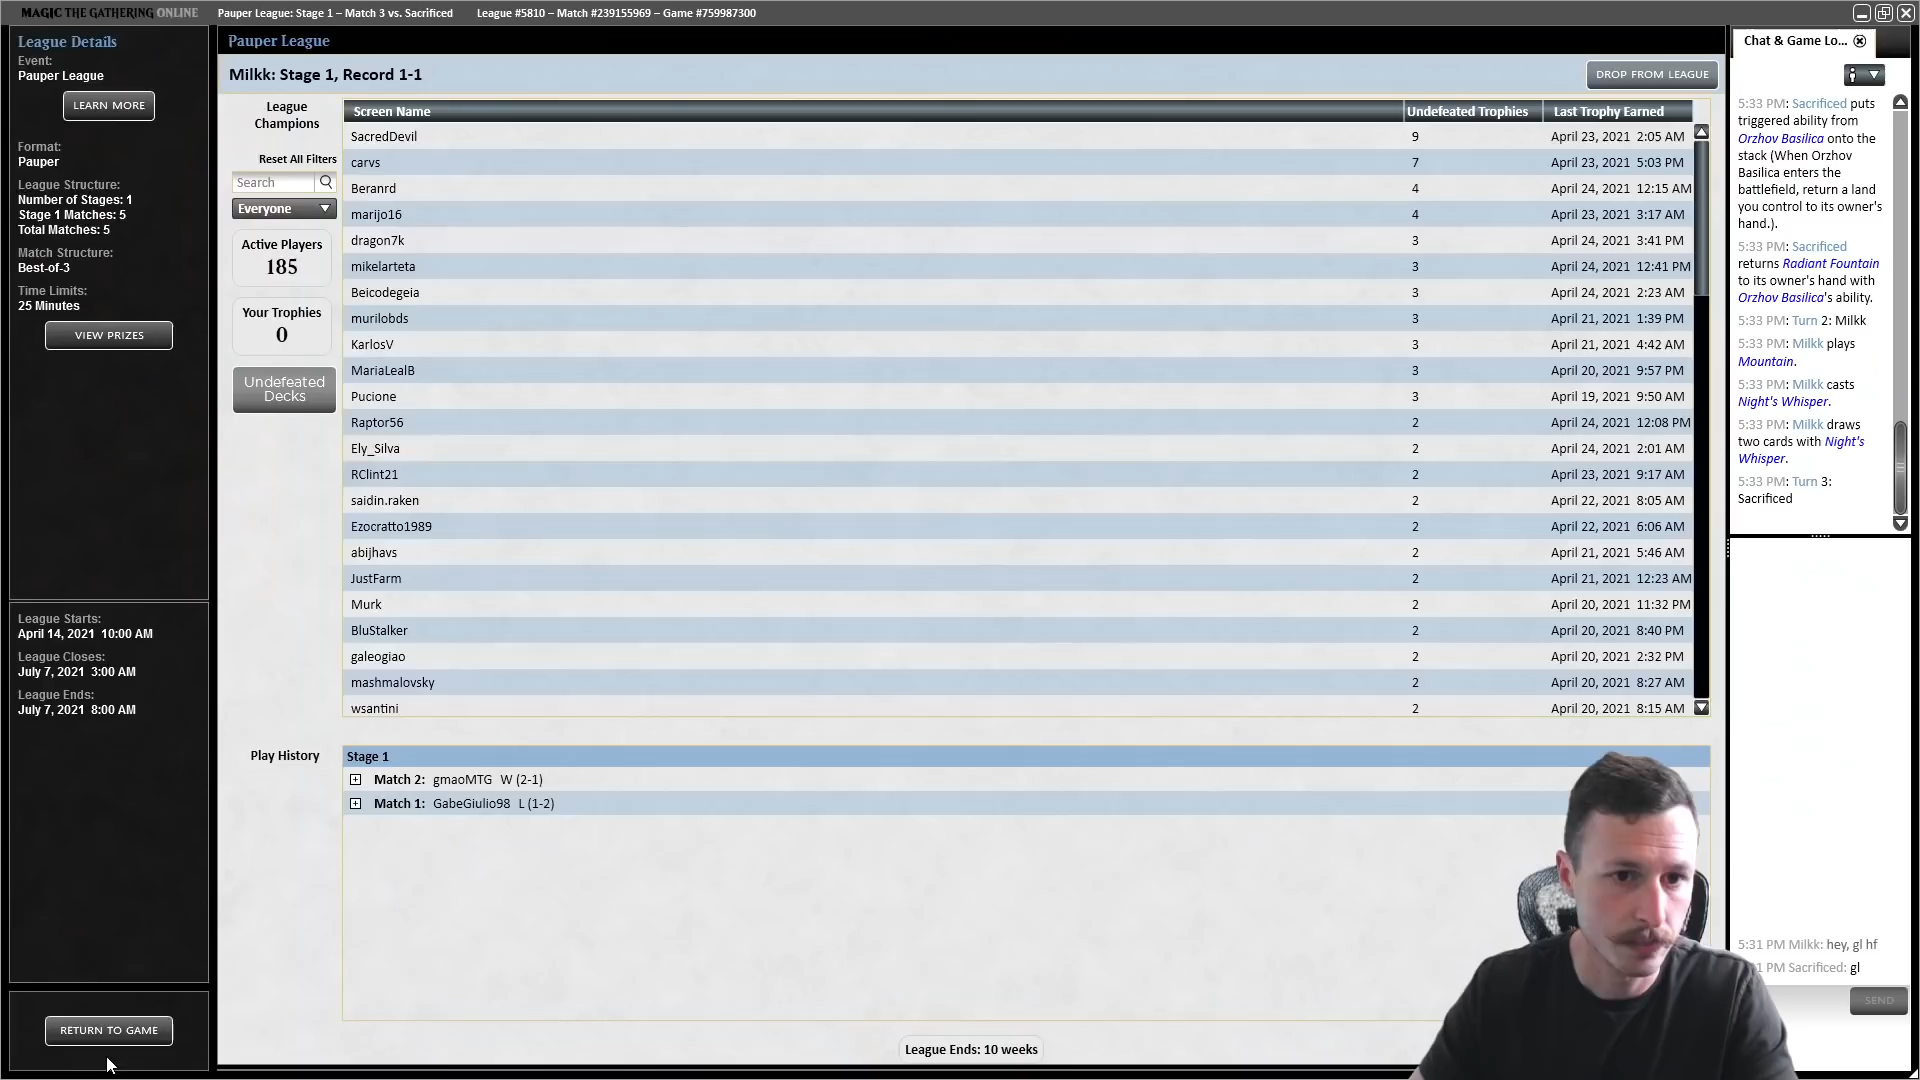 MAGIC THE GATHERING ONLINE
Pauper League: Stage 1 – Match 3 vs. Sacrificed
League #5810 – Match #239155969 – Game #759987300
League Details
Event:
Pauper League
LEARN MORE
Format:
Pauper
League Structure:
Number of Stages: 1
Stage 1 Matches: 5
Total Matches: 5
Match Structure:
Best-of-3
Time Limits:
25 Minutes
VIEW PRIZES
League Starts:
April 14, 2021 10:00 AM
League Closes:
July 7, 2021 3:00 AM
League Ends:
July 7, 2021 8:00 AM
RETURN TO GAME
Pauper League
Milkk: Stage 1, Record 1-1
DROP FROM LEAGUE
League
Champions
Reset All Filters
Search
Everyone
Active Players
185
Your Trophies
0
Undefeated
Decks
Screen Name Undefeated Trophies Last Trophy Earned
SacredDevil 9 April 23, 2021 2:05 AM
carvs 7 April 23, 2021 5:03 PM
Beranrd 4 April 24, 2021 12:15 AM
marijo16 4 April 23, 2021 3:17 AM
dragon7k 3 April 24, 2021 3:41 PM
mikelarteta 3 April 24, 2021 12:41 PM
Beicodegeia 3 April 24, 2021 2:23 AM
murilobds 3 April 21, 2021 1:39 PM
KarlosV 3 April 21, 2021 4:42 AM
MariaLealB 3 April 20, 2021 9:57 PM
Pucione 3 April 19, 2021 9:50 AM
Raptor56 2 April 24, 2021 12:08 PM
Ely_Silva 2 April 24, 2021 2:01 AM
RClint21 2 April 23, 2021 9:17 AM
saidin.raken 2 April 22, 2021 8:05 AM
Ezocratto1989 2 April 22, 2021 6:06 AM
abijhavs 2 April 21, 2021 5:46 AM
JustFarm 2 April 21, 2021 12:23 AM
Murk 2 April 20, 2021 11:32 PM
BluStalker 2 April 20, 2021 8:40 PM
galeogiao 2 April 20, 2021 2:32 PM
mashmalovsky 2 April 20, 2021 8:27 AM
wsantini 2 April 20, 2021 8:15 AM
Play History
Stage 1
Match 2: gmaoMTG W (2-1)
Match 1: GabeGiulio98 L (1-2)
League Ends: 10 weeks
Chat & Game Lo...
5:33 PM: Sacrificed puts
triggered ability from
Orzhov Basilica onto the
stack (When Orzhov
Basilica enters the
battlefield, return a land
you control to its owner's
hand.).
5:33 PM: Sacrificed
returns Radiant Fountain
to its owner's hand with
Orzhov Basilica's ability.
5:33 PM: Turn 2: Milkk
5:33 PM: Milkk plays
Mountain.
5:33 PM: Milkk casts
Night's Whisper.
5:33 PM: Milkk draws
two cards with Night's
Whisper.
5:33 PM: Turn 3:
Sacrificed
5:31 PM Milkk: hey, gl hf
PM Sacrificed: gl
SEND